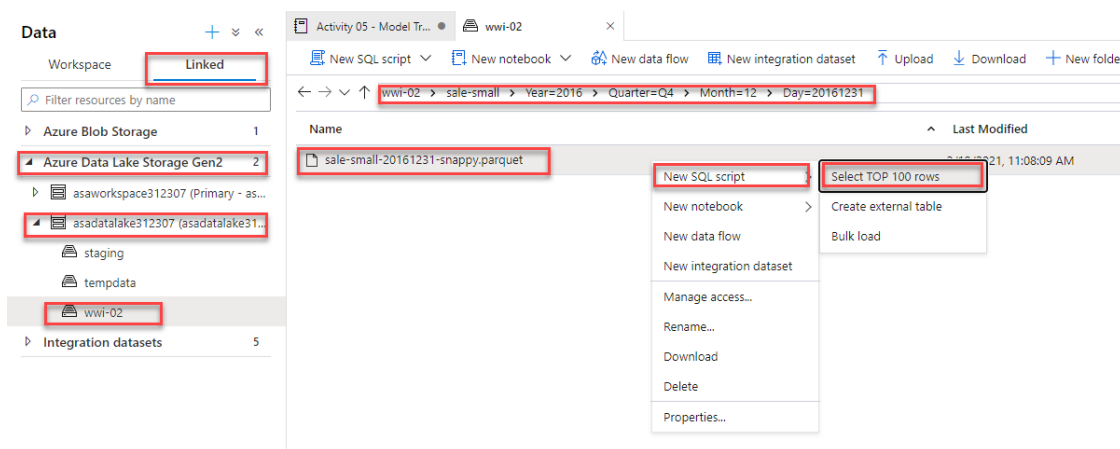 Data
Workspace
Linked
Filter resources by name
Azure Blob Storage 1
Azure Data Lake Storage Gen2 2
asaworkspace312307 (Primary - as...
asadatalake312307 (asadatalake31...
staging
tempdata
wwi-02
Integration datasets 5
Activity 05 - Model Tr...
wwi-02
New SQL script
New notebook
New data flow
New integration dataset
Upload
Download
New folde
wwi-02 > sale-small > Year=2016 > Quarter=Q4 > Month=12 > Day=20161231
Name
Last Modified
sale-small-20161231-snappy.parquet
2021, 11:08:09 AM
New SQL script
New notebook
New data flow
New integration dataset
Manage access...
Rename...
Download
Delete
Properties...
Select TOP 100 rows
Create external table
Bulk load